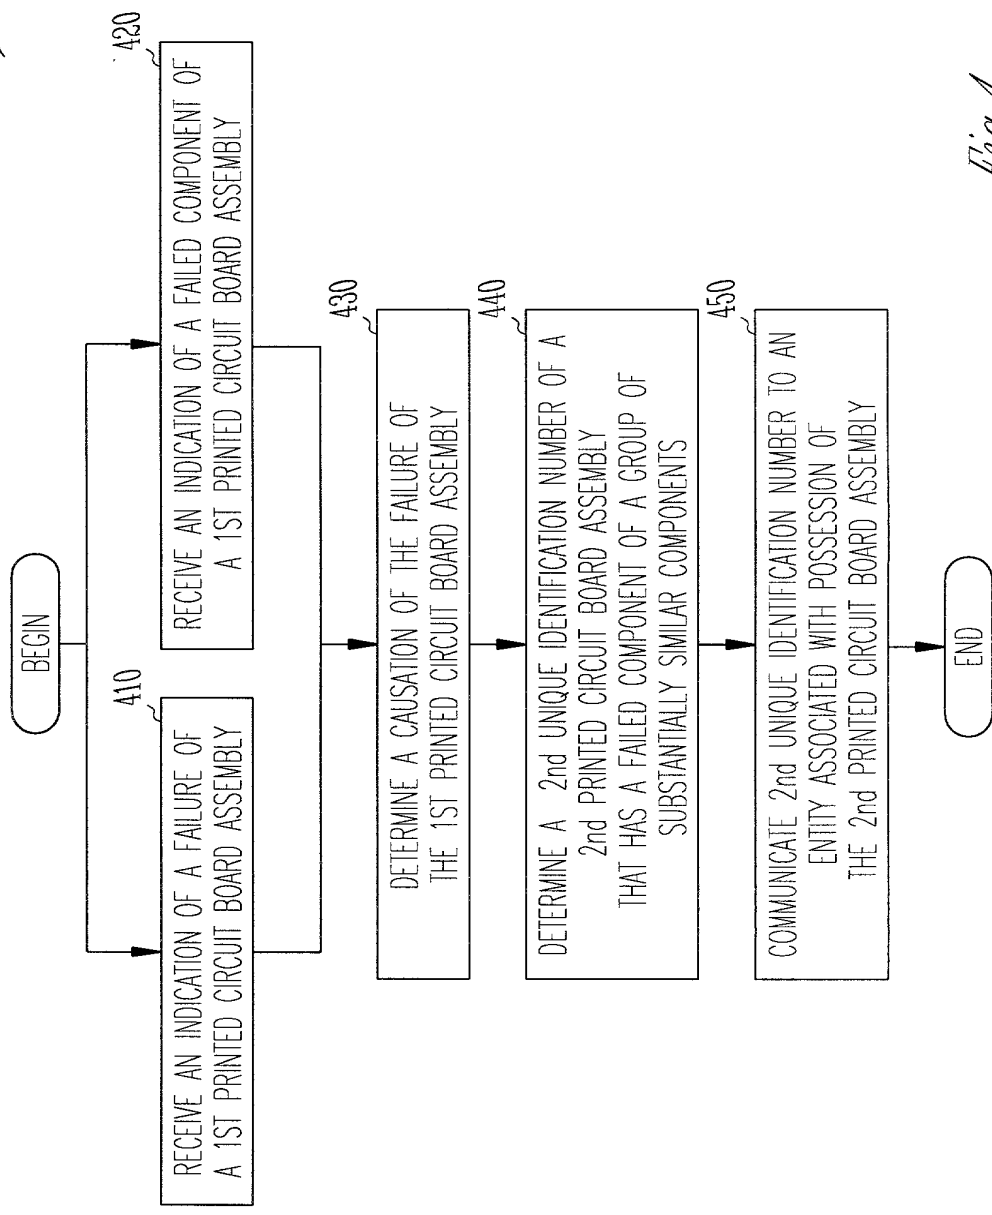 BEGIN
410
RECEIVE AN INDICATION OF A FAILURE OF
A 1ST PRINTED CIRCUIT BOARD ASSEMBLY
420
RECEIVE AN INDICATION OF A FAILED COMPONENT OF
A 1ST PRINTED CIRCUIT BOARD ASSEMBLY
430
DETERMINE A CAUSATION OF THE FAILURE OF
THE 1ST PRINTED CIRCUIT BOARD ASSEMBLY
440
DETERMINE A 2nd UNIQUE IDENTIFICATION NUMBER OF A
2nd PRINTED CIRCUIT BOARD ASSEMBLY
THAT HAS A FAILED COMPONENT OF A GROUP OF
SUBSTANTIALLY SIMILAR COMPONENTS
450
COMMUNICATE 2nd UNIQUE IDENTIFICATION NUMBER TO AN
ENTITY ASSOCIATED WITH POSSESSION OF
THE 2nd PRINTED CIRCUIT BOARD ASSEMBLY
END